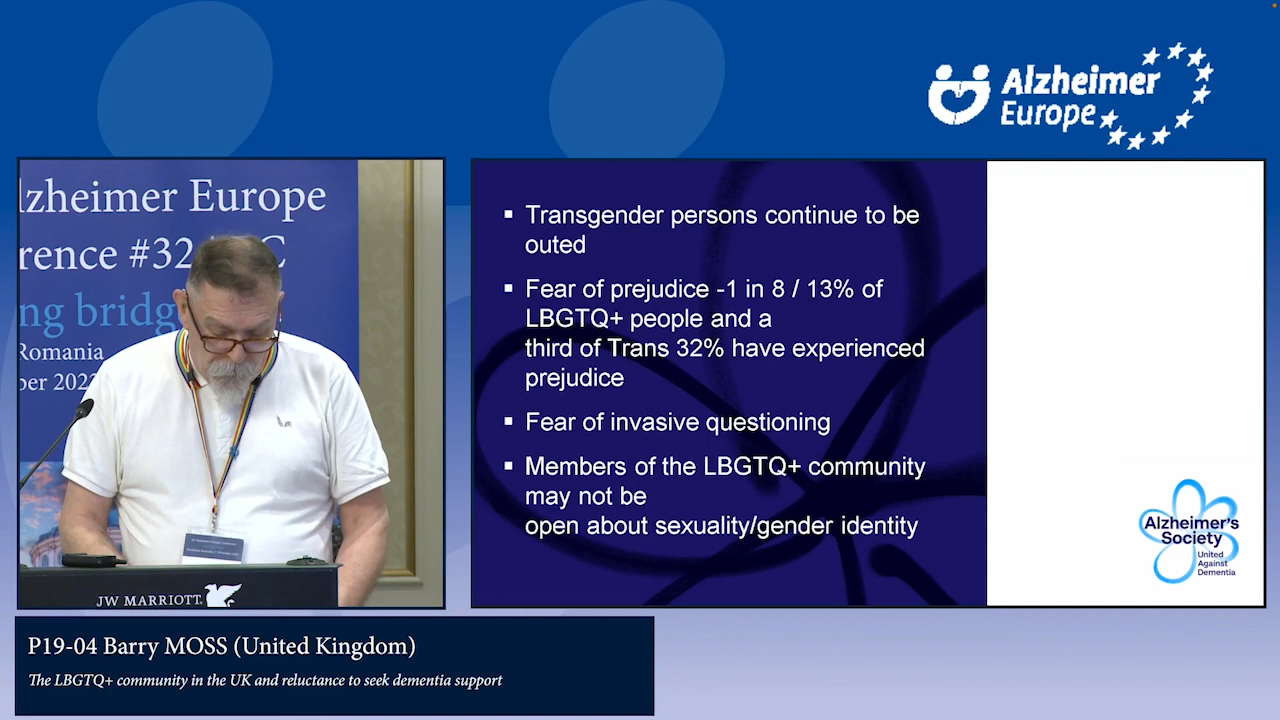 Alzheimer
Europe
lzheimer Europe
rence #32 C
ng bridg
Romania
ber 202
JW MARRIOTT
Transgender persons continue to be
outed
Fear of prejudice -1 in 8 / 13% of
LBGTQ+ people and a
third of Trans 32% have experienced
prejudice
Fear of invasive questioning
Members of the LBGTQ+ community
may not be
open about sexuality/gender identity
Alzheimer's
Society
United
Against
Dementia
P19-04 Barry MOSS (United Kingdom)
The LBGTQ+ community in the UK and reluctance to seek dementia support